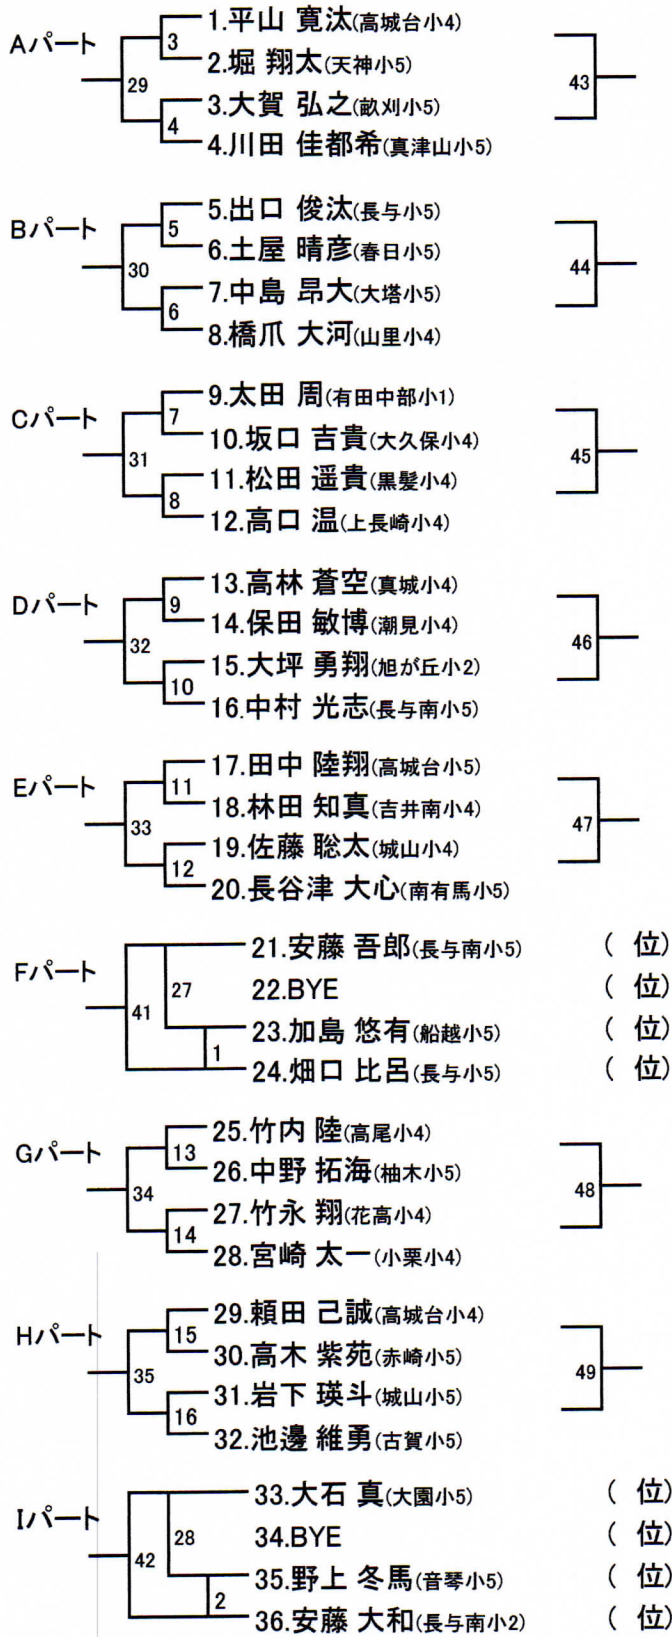 Aパート
1.平山 寛汰(高城台小4)
3
2.堀 翔太(天神小5)
29
43
3.大賀 弘之(畝刈小5)
4
4.川田 佳都希(真津山小5)
Bパート
5.出口 俊汰(長与小5)
5
6.土屋 晴彦(春日小5)
30
44
7.中島 昂大(大塔小5)
6
8.橋爪 大河(山里小4)
Cパート
9.太田 周(有田中部小1)
7
10.坂口 吉貴(大久保小4)
31
45
11.松田 遥貴(黒髪小4)
8
12.高口 温(上長崎小4)
Dパート
13.高林 蒼空(真城小4)
9
14.保田 敏博(潮見小4)
32
46
15.大坪 勇翔(旭が丘小2)
10
16.中村 光志(長与南小5)
Eパート
17.田中 陸翔(高城台小5)
11
18.林田 知真(吉井南小4)
33
47
19.佐藤 聡太(城山小4)
12
20.長谷津 大心(南有馬小5)
Fパート
21.安藤 吾郎(長与南小5) ( 位)
27
22.BYE ( 位)
41
23.加島 悠有(船越小5) ( 位)
1
24.畑口 比呂(長与小5) ( 位)
Gパート
25.竹内 陸(高尾小4)
13
26.中野 拓海(柚木小5)
34
48
27.竹永 翔(花高小4)
14
28.宮崎 太一(小栗小4)
Hパート
29.頼田 己誠(高城台小4)
15
30.高木 紫苑(赤崎小5)
35
49
31.岩下 瑛斗(城山小5)
16
32.池邊 維勇(古賀小5)
Iパート
33.大石 真(大園小5) ( 位)
28
34.BYE ( 位)
42
35.野上 冬馬(音琴小5) ( 位)
2
36.安藤 大和(長与南小2) ( 位)